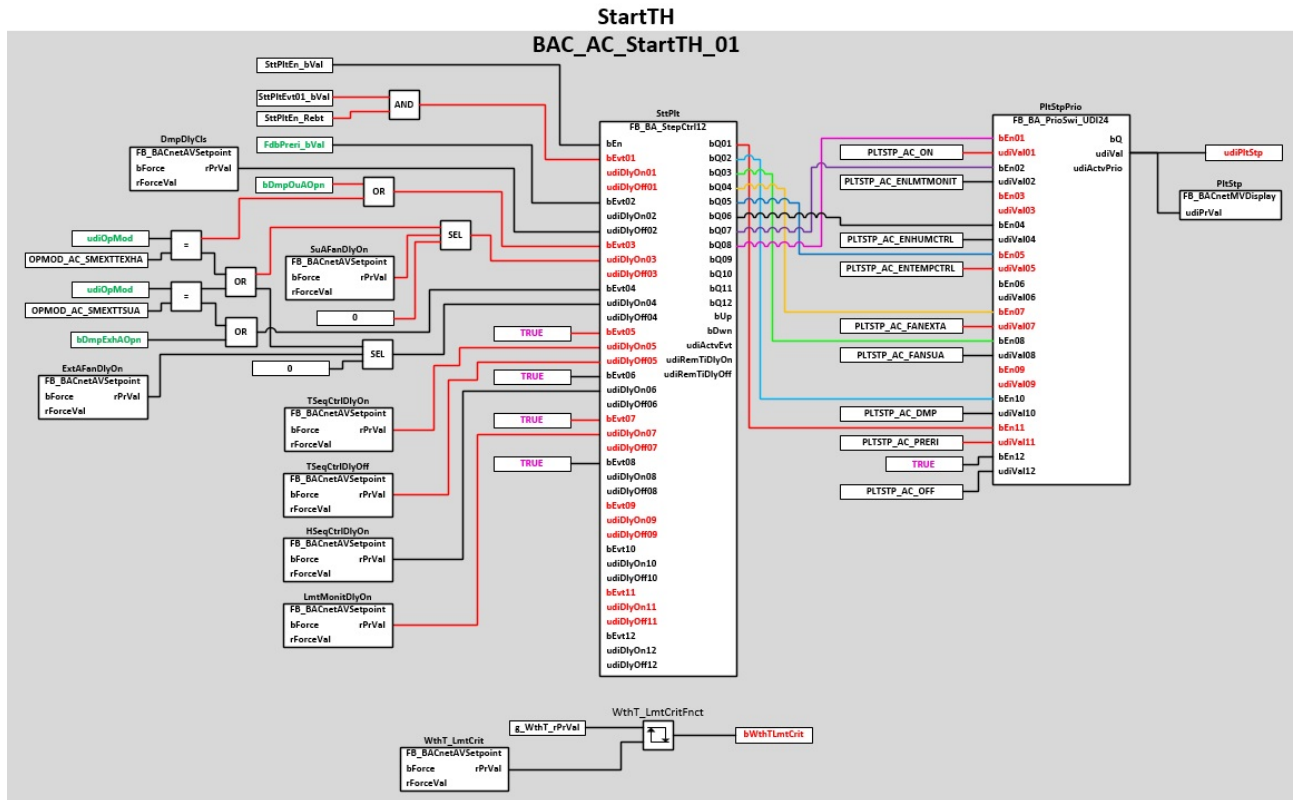 StartTH
BAC_AC_StartTH_01
SttPltEn_bVal
SttPltEvt01_bVal
SttPltEn_Rebt
AND
FdbPreri_bVal
DmpDlyCls
FB_BACnetAVSetpoint
bForce rPrVal
rForceVal
bDmpOuAOpn
OR
udiOpMod
=
OPMOD_AC_SMEXTTEXHA
OR
SEL
SuAFanDlyOn
FB_BACnetAVSetpoint
bForce rPrVal
rForceVal
udiOpMod
=
OPMOD_AC_SMEXTTSUA
0
OR
bDmpExhAOpn
SEL
0
ExtAFanDlyOn
FB_BACnetAVSetpoint
bForce rPrVal
rForceVal
TRUE
TRUE
TRUE
TRUE
TSeqCtrlDlyOn
FB_BACnetAVSetpoint
bForce rPrVal
rForceVal
TSeqCtrlDlyOff
FB_BACnetAVSetpoint
bForce rPrVal
rForceVal
HSeqCtrlDlyOn
FB_BACnetAVSetpoint
bForce rPrVal
rForceVal
LmtMonitDlyOn
FB_BACnetAVSetpoint
bForce rPrVal
rForceVal
SttPlt
FB_BA_StepCtrl12
bEn bQ01
bEvt01 bQ02
udiDlyOn01 bQ03
udiDlyOff01 bQ04
bEvt02 bQ05
udiDlyOn02 bQ06
udiDlyOff02 bQ07
bEvt03 bQ08
udiDlyOn03 bQ09
udiDlyOff03 bQ10
bEvt04 bQ11
udiDlyOn04 bQ12
udiDlyOff04 bUp
bEvt05 bDwn
udiDlyOn05 udiActvEvt
udiDlyOff05 udiRemTiDlyOn
bEvt06 udiRemTiDlyOff
udiDlyOn06
udiDlyOff06
bEvt07
udiDlyOn07
udiDlyOff07
bEvt08
udiDlyOn08
udiDlyOff08
bEvt09
udiDlyOn09
udiDlyOff09
bEvt10
udiDlyOn10
udiDlyOff10
bEvt11
udiDlyOn11
udiDlyOff11
bEvt12
udiDlyOn12
udiDlyOff12
PLTSTP_AC_ON
PLTSTP_AC_ENLMTMONIT
PLTSTP_AC_ENHUMCTRL
PLTSTP_AC_ENTEMPCTRL
PLTSTP_AC_FANEXTA
PLTSTP_AC_FANSUA
PLTSTP_AC_DMP
PLTSTP_AC_PRERI
TRUE
PLTSTP_AC_OFF
PltStpPrio
FB_BA_PrioSwi_UDI24
bEn01 bQ
udiVal01 udiVal
bEn02 udiActvPrio
udiVal02
bEn03
udiVal03
bEn04
udiVal04
bEn05
udiVal05
bEn06
udiVal06
bEn07
udiVal07
bEn08
udiVal08
bEn09
udiVal09
bEn10
udiVal10
bEn11
udiVal11
bEn12
udiVal12
udiPltStp
PltStp
FB_BACnetMVDisplay
udiPrVal
WthT_LmtCritFnct
g_WthT_rPrVal
bWthTLmtCrit
WthT_LmtCrit
FB_BACnetAVSetpoint
bForce rPrVal
rForceVal